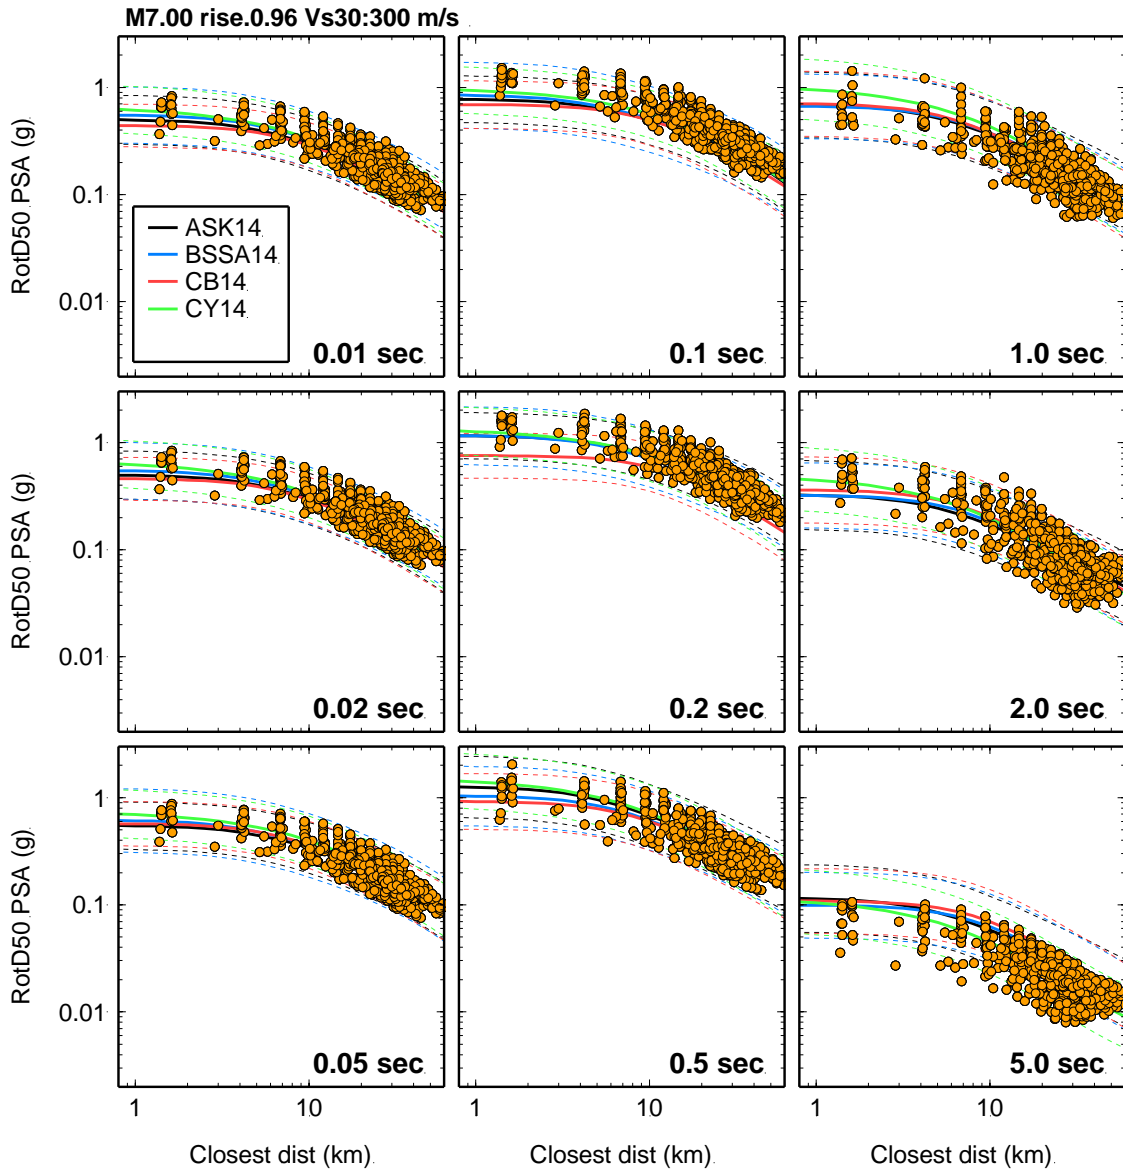 M7.00 rise.0.96 Vs30:300 m/s
RotD50 PSA (g)
1
0.1
0.01
ASK14
BSSA14
CB14
CY14
0.01 sec
0.1 sec
1.0 sec
RotD50 PSA (g)
1
0.1
0.01
0.02 sec
0.2 sec
2.0 sec
RotD50 PSA (g)
1
0.1
0.01
0.05 sec
0.5 sec
5.0 sec
1 10
1 10
1 10
Closest dist (km)
Closest dist (km)
Closest dist (km)